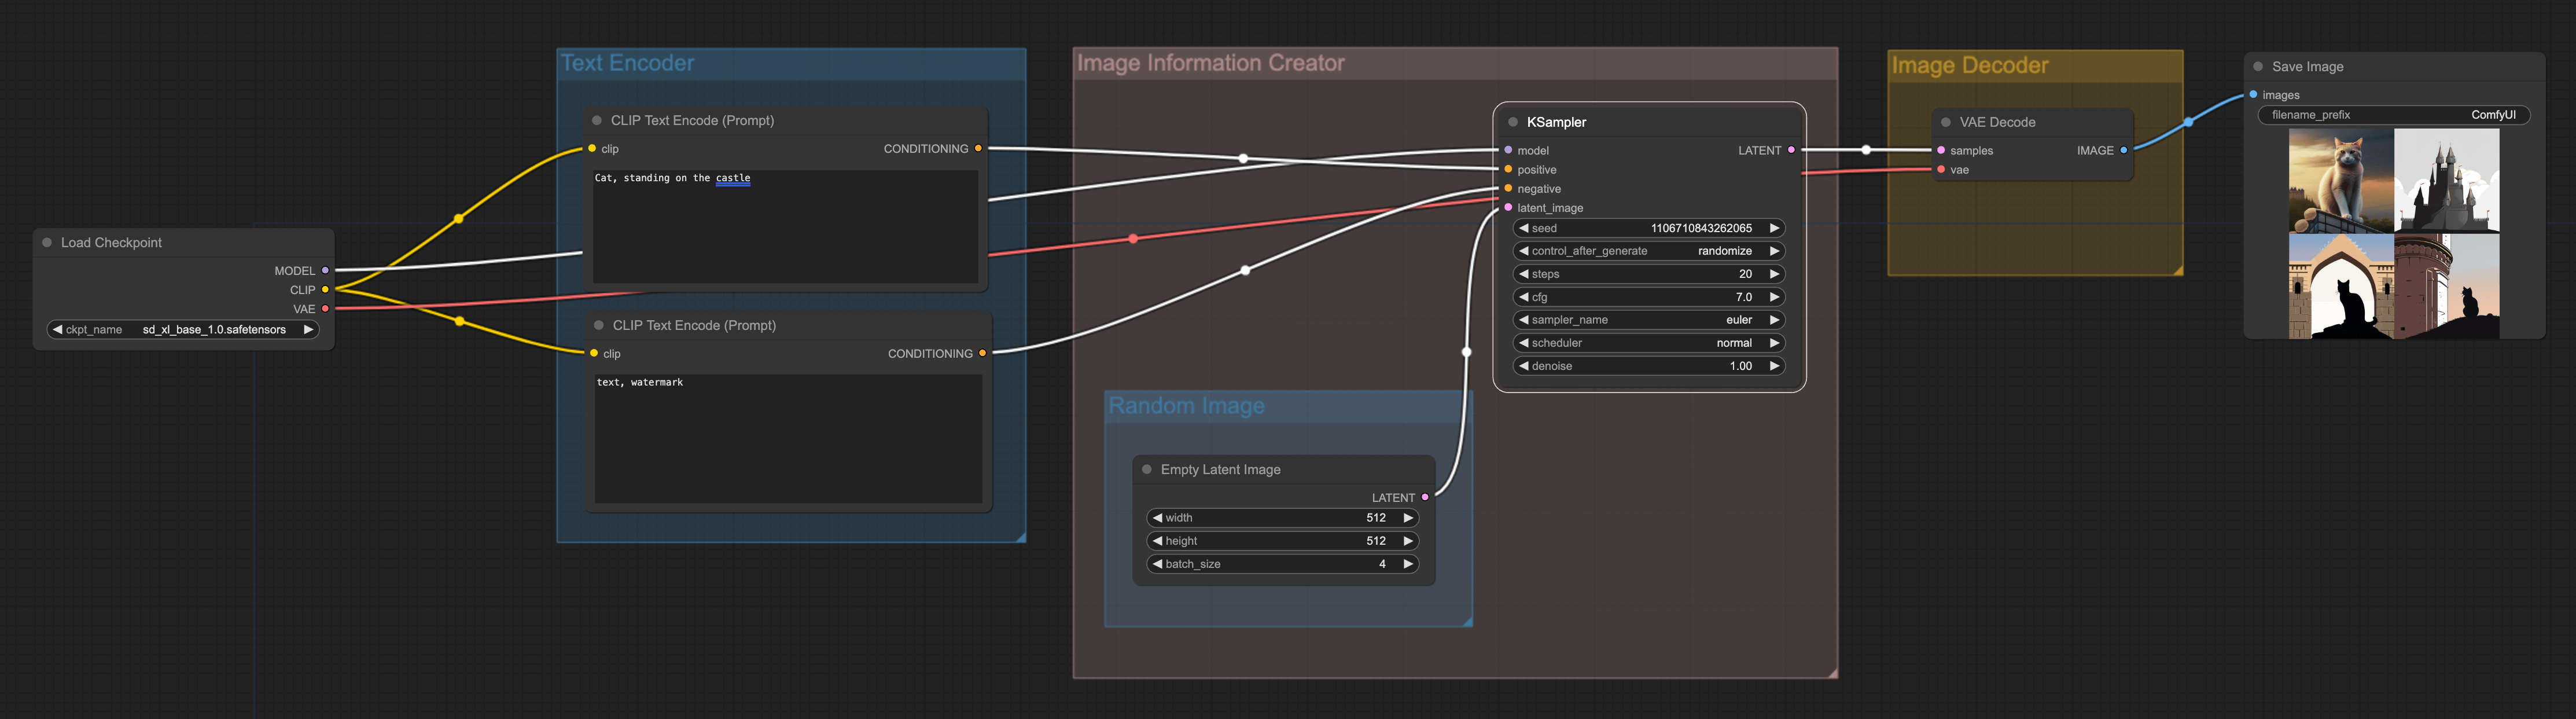 Load Checkpoint
MODEL
CLIP
VAE
ckpt_name sd_xl_base_1.0.safetensors
Text Encoder
CLIP Text Encode (Prompt)
clip CONDITIONING
Cat, standing on the castle
CLIP Text Encode (Prompt)
clip CONDITIONING
text, watermark
Image Information Creator
KSampler
model LATENT
positive
negative
latent_image
seed 1106710843262065
control_after_generate randomize
steps 20
cfg 7.0
sampler_name euler
scheduler normal
denoise 1.00
Random Image
Empty Latent Image
LATENT
width 512
height 512
batch_size 4
Image Decoder
VAE Decode
samples IMAGE
vae
Save Image
images
filename_prefix ComfyUI